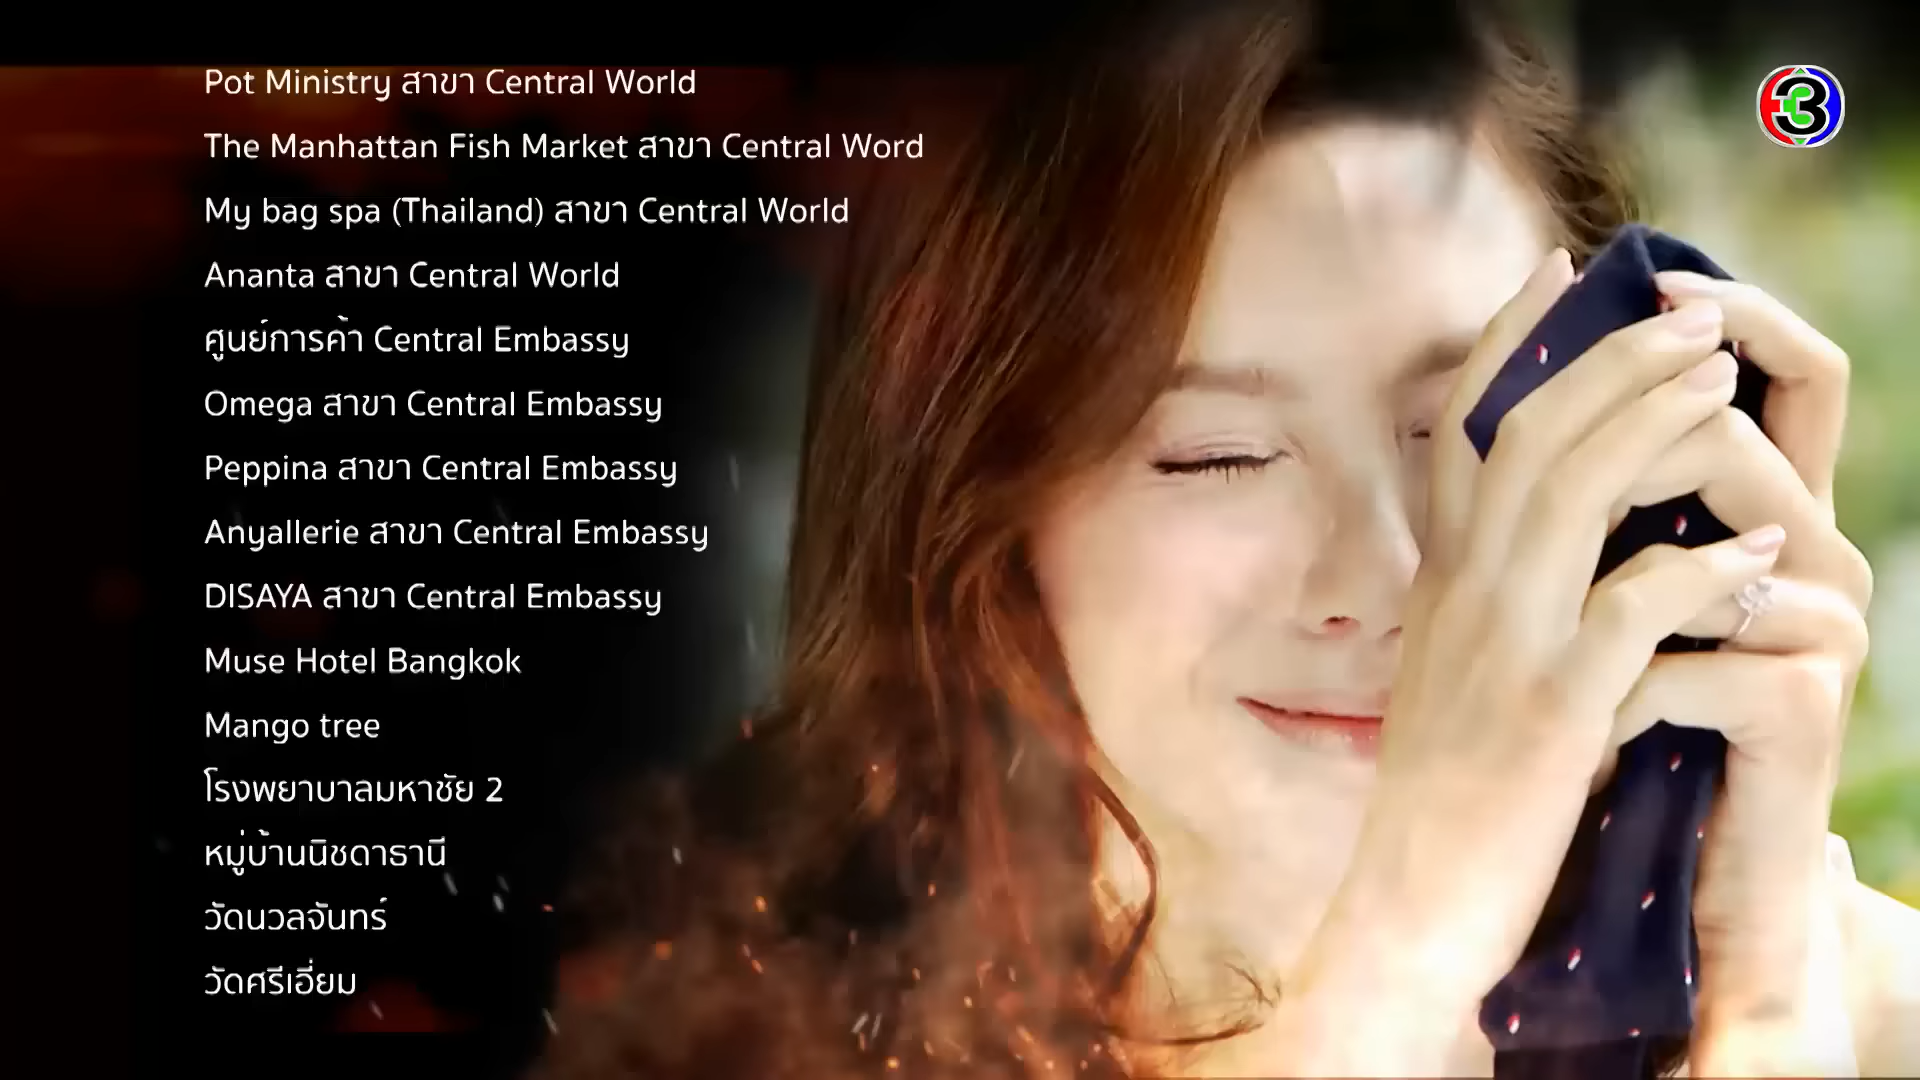 Pot Ministry สาขา Central World
3
The Manhattan Fish Market สาขา Central Word
My bag spa (Thailand) สาขา Central World
Ananta สาขา Central World
ศูนย์การค้า Central Embassy
Omega สาขา Central Embassy
Peppina สาขา Central Embassy
Anyallerie สาขา Central Embassy
DISAYA สาขา Central Embassy
Muse Hotel Bangkok
Mango tree
โรงพยาบาลมหาชัย 2
หมู่บ้านนิชดาธานี
วัดนวลจันทร์
วัดศรีเอี่ยม